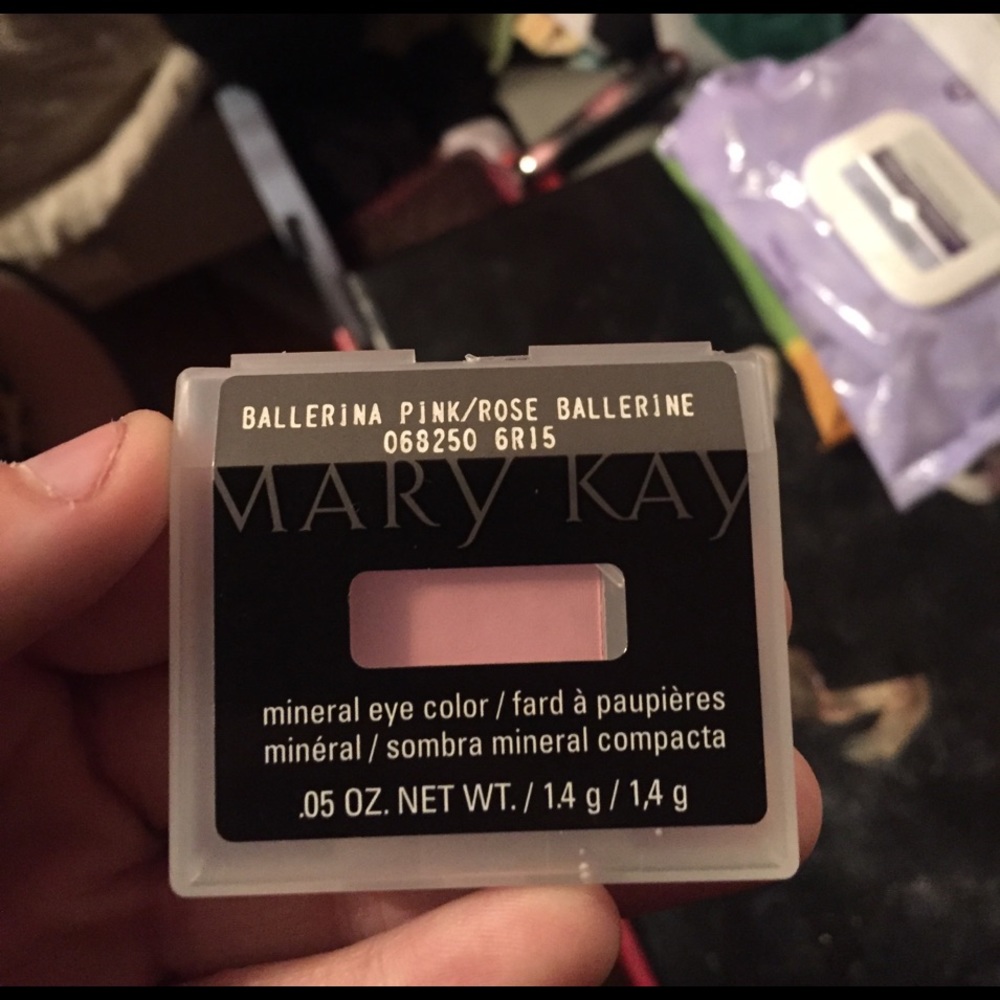 BALLERINA PINK/ROSE BALLERINE
068250 6R15
MARY KAY
mineral eye color / fard à paupières
minéral / sombra mineral compacta
.05 OZ. NET WT. / 1.4 g / 1,4 g